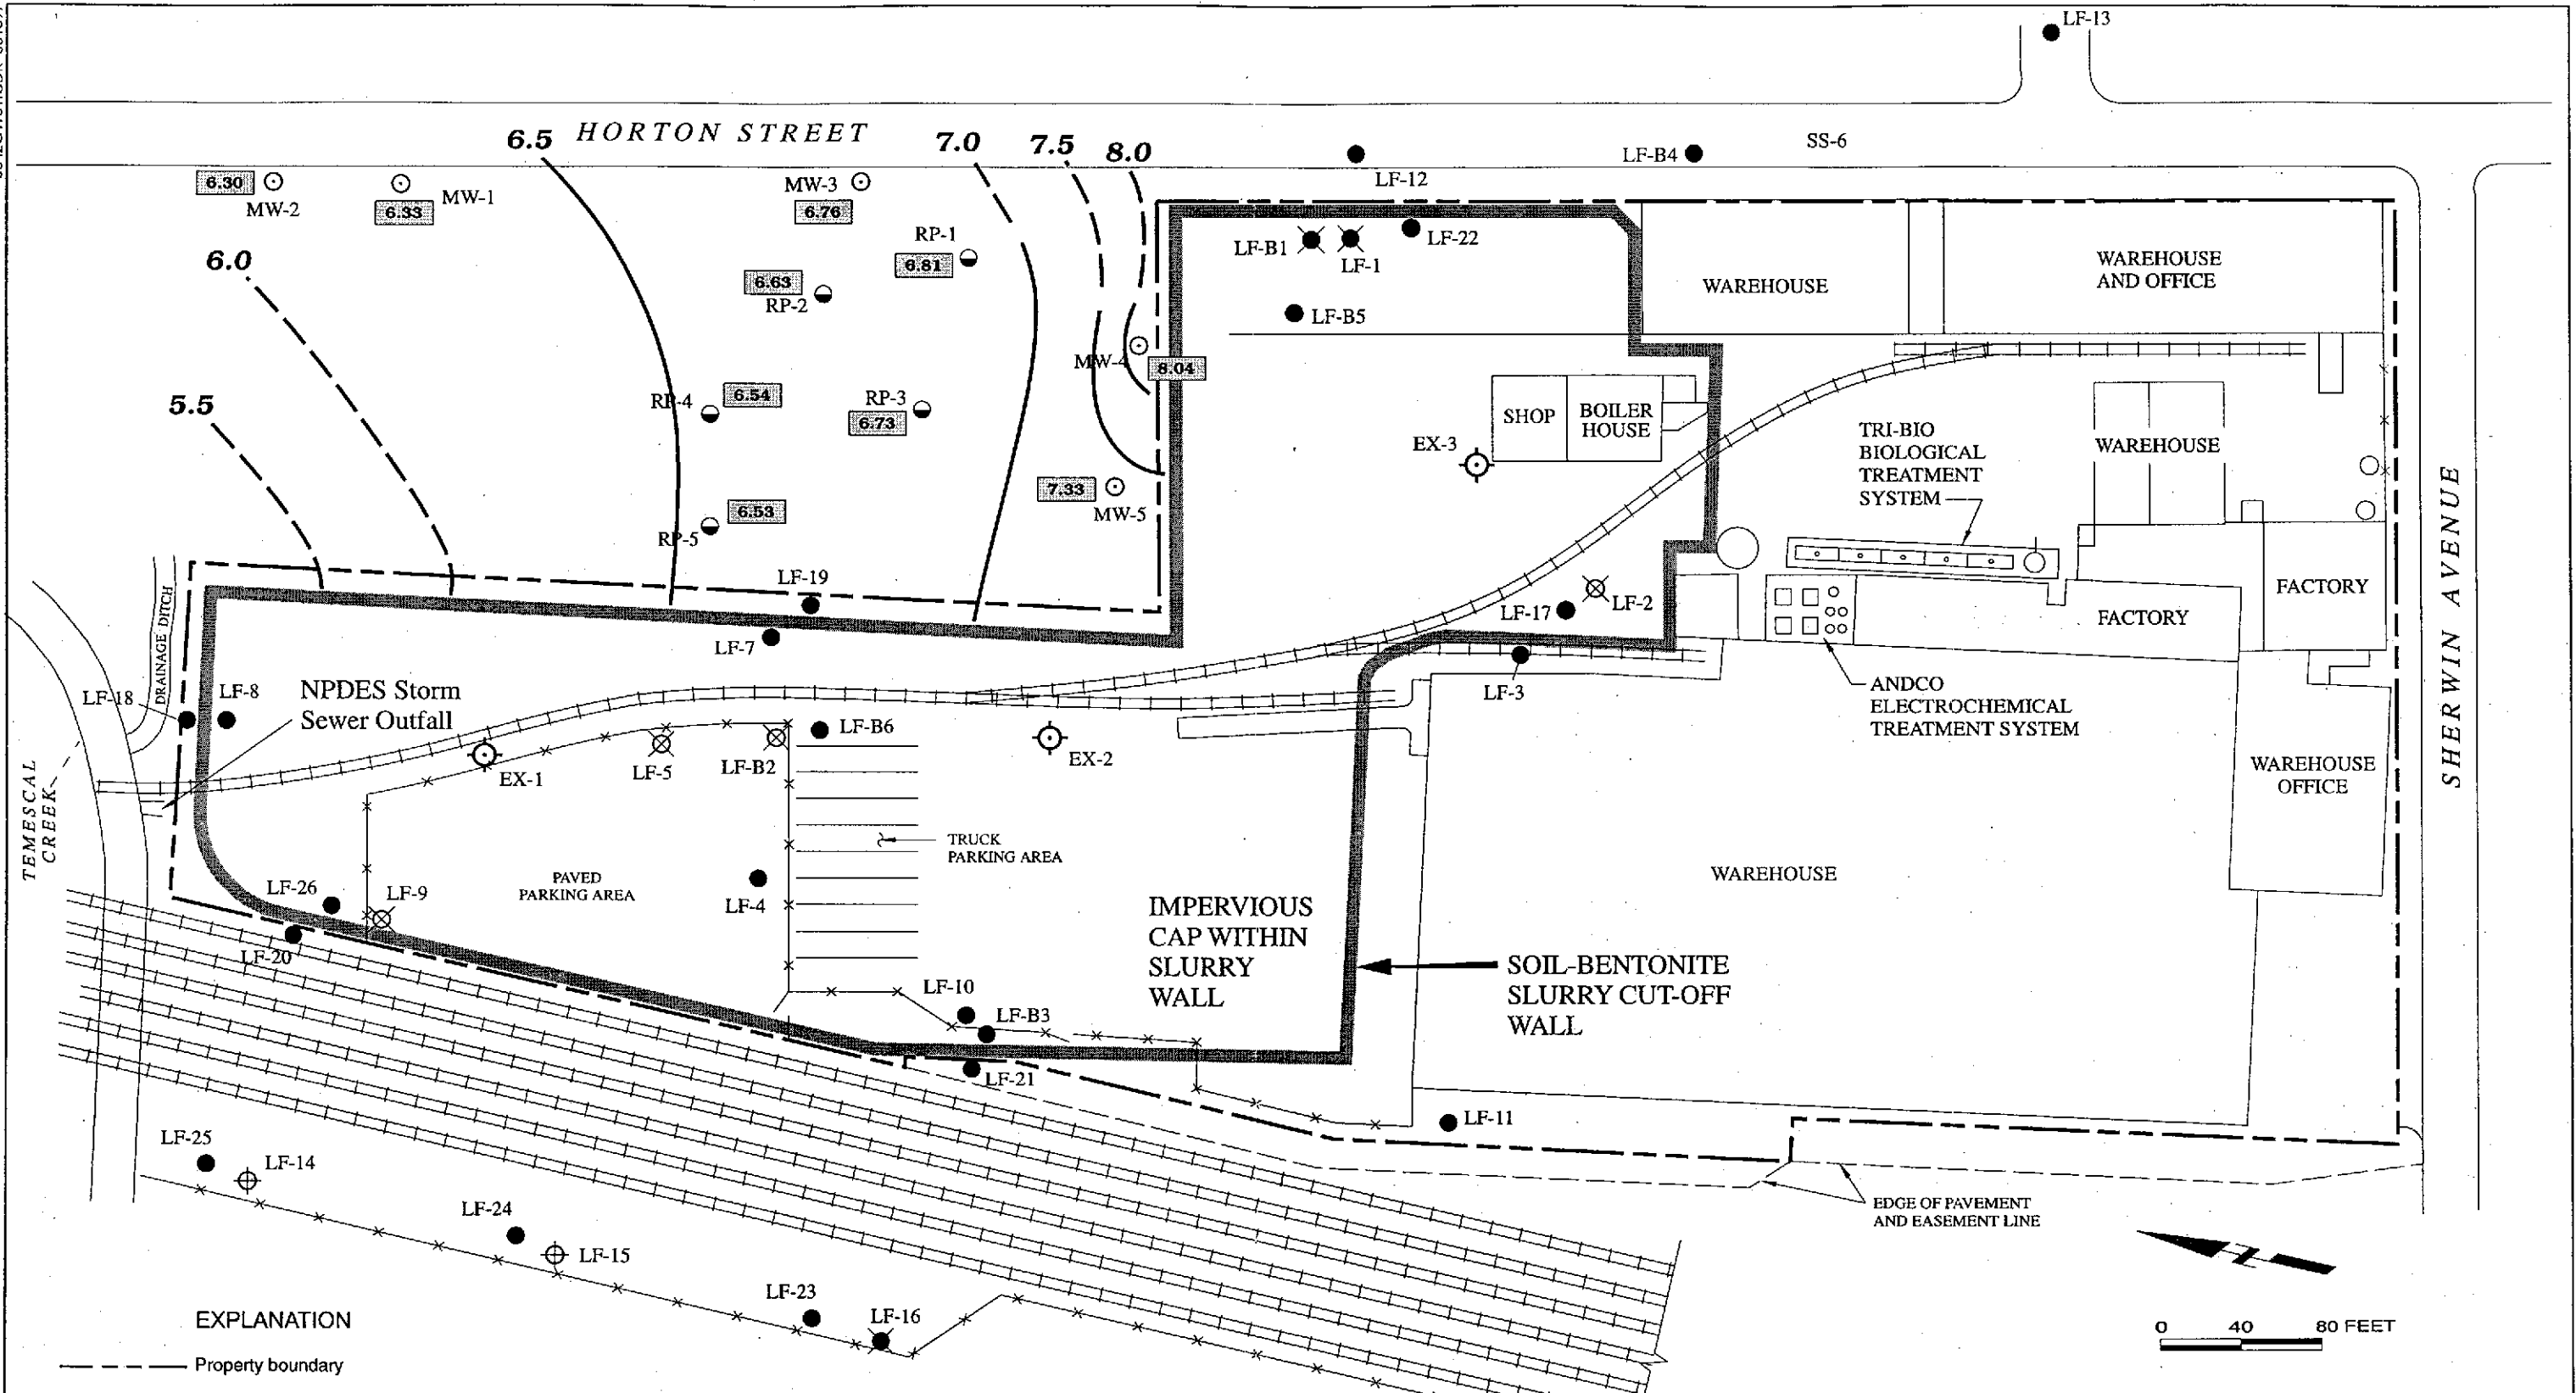 LF-13
HORTON STREET
6.5
7.0
7.5
8.0
SS-6
LF-B4
LF-12
6.30
MW-2
MW-1
6.33
MW-3
6.76
RP-1
6.81
6.63
RP-2
6.0
LF-B1
LF-1
LF-22
LF-B5
WAREHOUSE
WAREHOUSE
AND OFFICE
MW-4
8.04
5.5
RP-4
6.54
RP-3
6.73
SHOP
BOILER
HOUSE
EX-3
TRI-BIO
BIOLOGICAL
TREATMENT
SYSTEM
WAREHOUSE
7.33
MW-5
6.53
RP-5
SHERWIN AVENUE
LF-19
LF-7
DRAINAGE DITCH
LF-17
LF-2
FACTORY
FACTORY
LF-3
LF-18
LF-8
NPDES Storm
Sewer Outfall
ANDCO
ELECTROCHEMICAL
TREATMENT SYSTEM
LF-B6
EX-1
LF-5
LF-B2
EX-2
TEMESCAL
CREEK
WAREHOUSE
OFFICE
TRUCK
PARKING AREA
PAVED
PARKING AREA
LF-26
LF-9
LF-4
LF-20
WAREHOUSE
IMPERVIOUS
CAP WITHIN
SLURRY
WALL
SOIL-BENTONITE
SLURRY CUT-OFF
WALL
LF-10
LF-B3
LF-21
LF-11
LF-25
LF-14
LF-24
LF-15
EDGE OF PAVEMENT
AND EASEMENT LINE
LF-23
LF-16
EXPLANATION
Property boundary
0 40 80 FEET